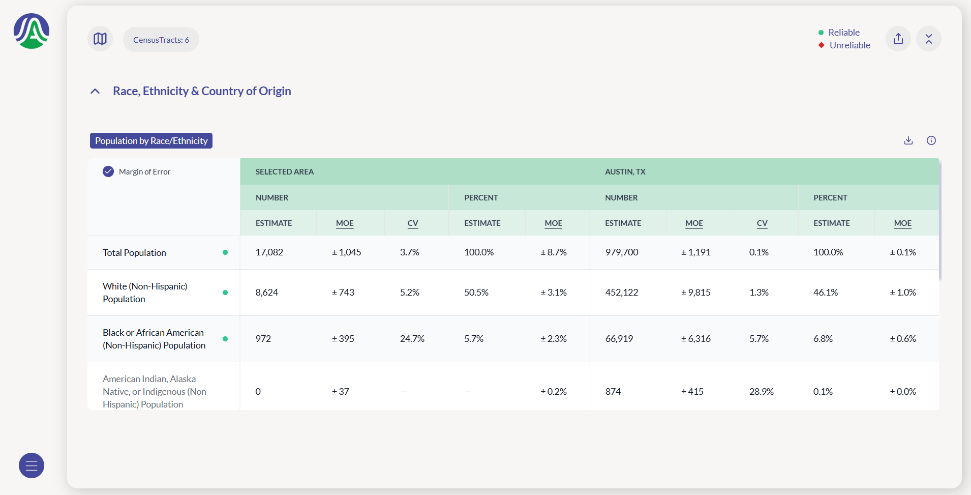 CensusTracts: 6
Reliable
Unreliable
Race, Ethnicity & Country of Origin
Population by Race/Ethnicity
Margin of Error
SELECTED AREA AUSTIN, TX
NUMBER PERCENT NUMBER PERCENT
ESTIMATE MOE CV ESTIMATE MOE ESTIMATE MOE CV ESTIMATE MOE
Total Population 17,082 ± 1,045 3.7% 100.0% ± 8.7% 979,700 ± 1,191 0.1% 100.0% ± 0.1%
White (Non-Hispanic)
Population 8,624 ± 743 5.2% 50.5% ± 3.1% 452,122 ± 9,815 1.3% 46.1% ± 1.0%
Black or African American
(Non-Hispanic) Population 972 ± 395 24.7% 5.7% ± 2.3% 66,919 ± 6,316 5.7% 6.8% ± 0.6%
American Indian, Alaska
Native, or Indigenous (Non 0 ± 37 — — ± 0.2% 874 ± 415 28.9% 0.1% ± 0.0%
Hispanic) Population